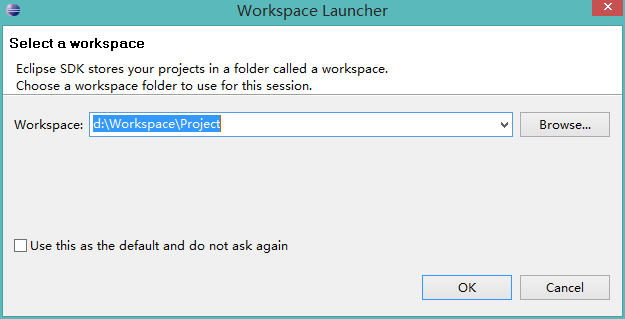 Workspace Launcher
Select a workspace
Eclipse SDK stores your projects in a folder called a workspace.
Choose a workspace folder to use for this session.
Workspace: d:\Workspace\Project Browse...
Use this as the default and do not ask again
OK Cancel